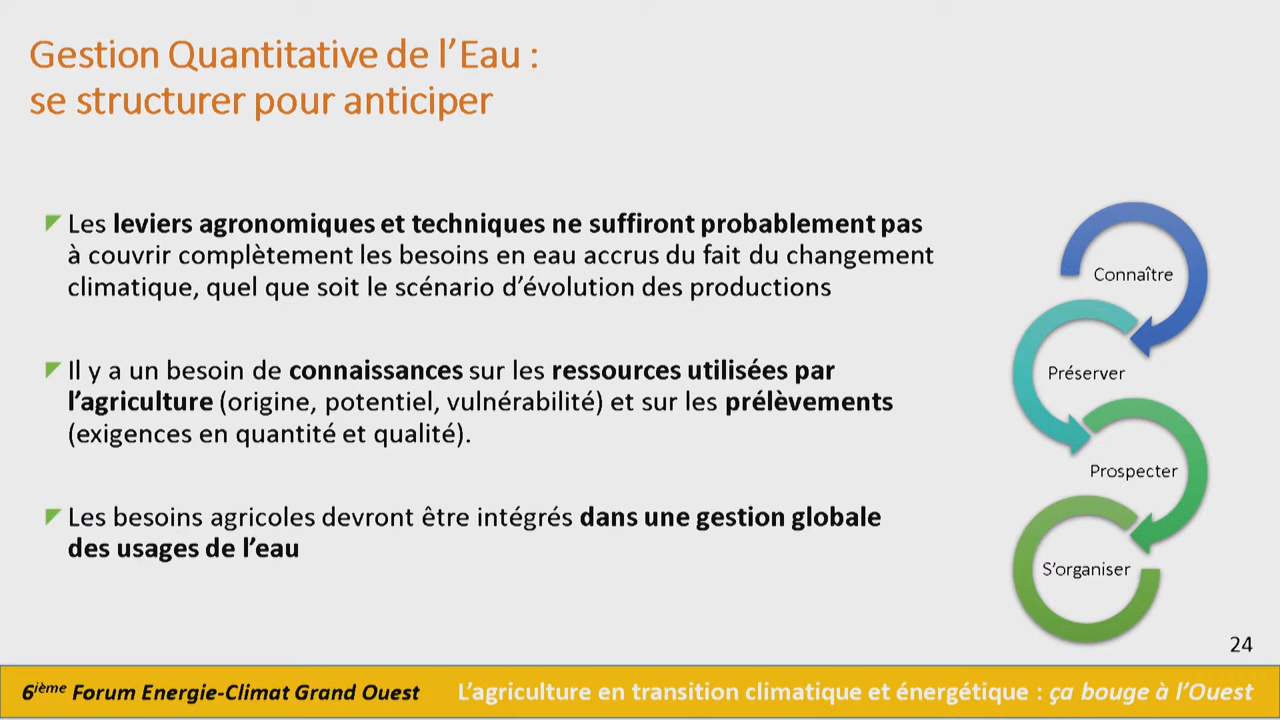 Gestion Quantitative de l'Eau :
se structurer pour anticiper
Les leviers agronomiques et techniques ne suffiront probablement pas
à couvrir complètement les besoins en eau accrus du fait du changement
climatique, quel que soit le scénario d'évolution des productions
Il y a un besoin de connaissances sur les ressources utilisées par
l'agriculture (origine, potentiel, vulnérabilité) et sur les prélèvements
(exigences en quantité et qualité).
Les besoins agricoles devront être intégrés dans une gestion globale
des usages de l'eau
Connaître
Préserver
Prospecter
S'organiser
24
6ième Forum Energie-Climat Grand Ouest
L'agriculture en transition climatique et énergétique : ça bouge à l'Ouest